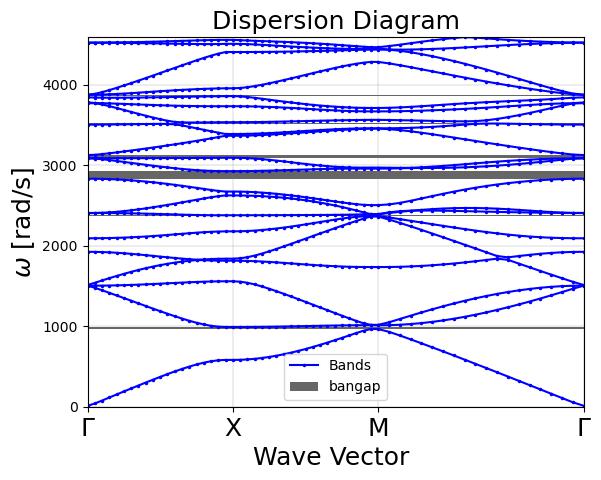 Dispersion Diagram
ω [rad/s]
4000
3000
2000
1000
0
Bands
bangap
Γ X M Γ
Wave Vector